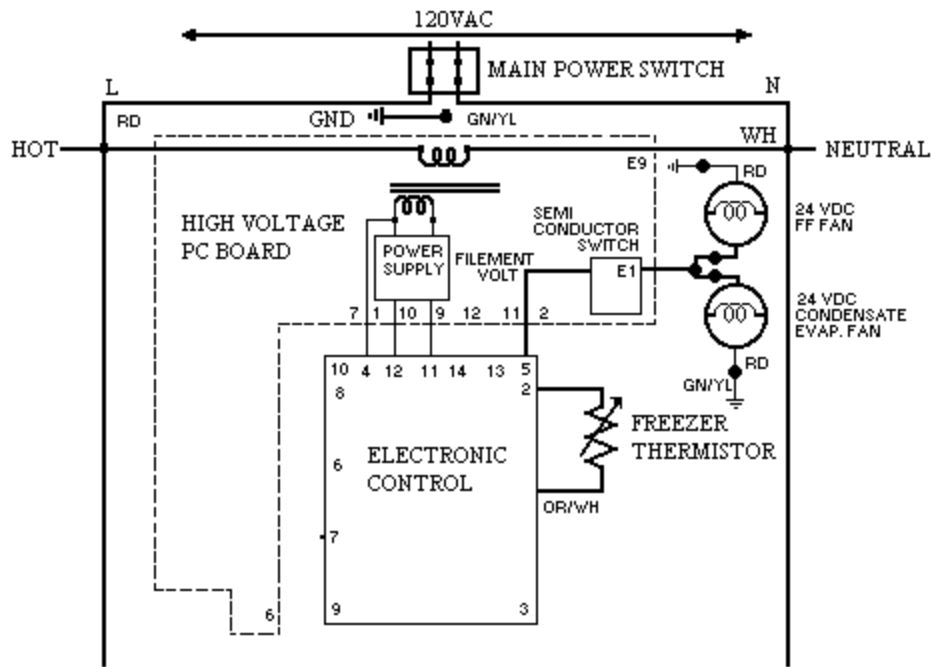 120VAC
MAIN POWER SWITCH
L
N
RD
GND
GN/YL
HOT
WH
NEUTRAL
E9
RD
HIGH VOLTAGE
PC BOARD
SEMI
CONDUCTOR
SWITCH
24 VDC
FF FAN
POWER
SUPPLY
FILEMENT
VOLT
E1
24 VDC
CONDENSATE
EVAP. FAN
7 1 10 9 12 11 2
RD
GN/YL
10 4 12 11 14 13 5
8
2
FREEZER
THERMISTOR
6
ELECTRONIC
CONTROL
OR/WH
7
6
9
3